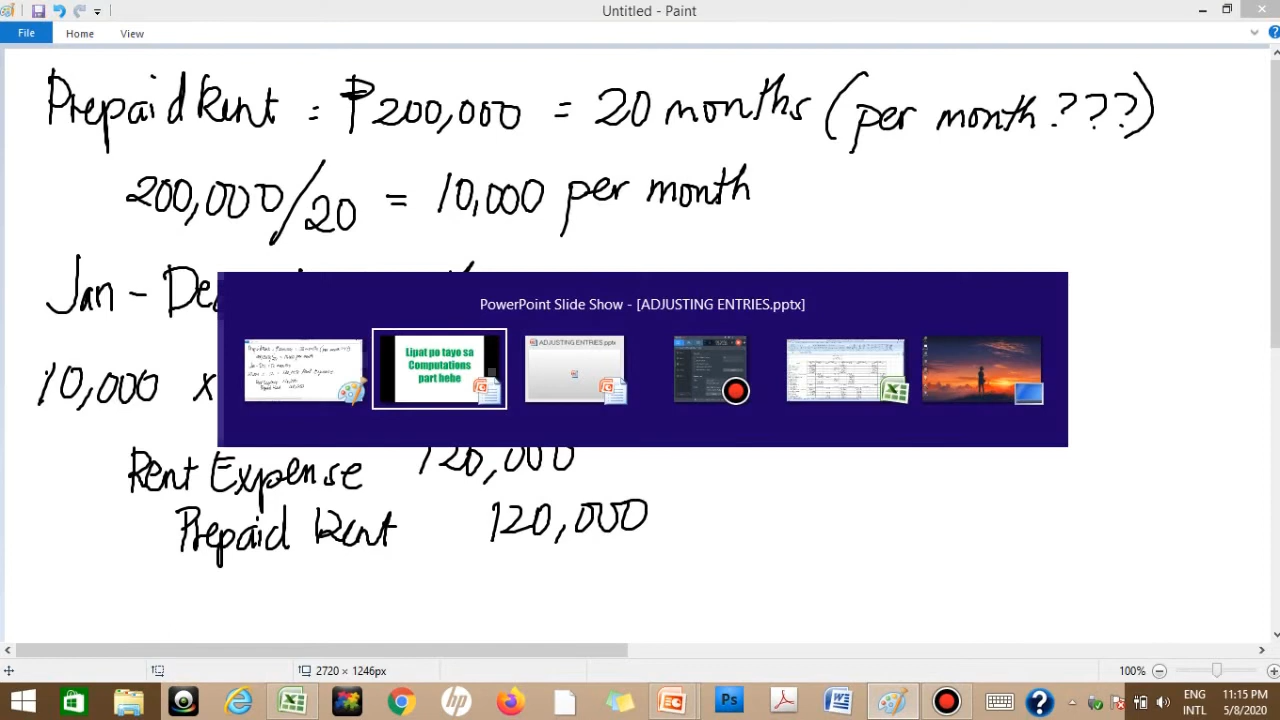 Untitled - Paint
File Home View
Prepaid Rent = ₱200,000 = 20 months (per month???)
200,000/20 = 10,000 per month
Jan - Dec
PowerPoint Slide Show - [ADJUSTING ENTRIES.pptx]
Lipat po tayo sa
Computations
part hehe
ADJUSTING ENTRIES.pptx
10,000 x
Rent Expense 120,000
Prepaid Rent 120,000
2720 × 1246px
100%
ENG 11:15 PM
INTL 5/8/2020